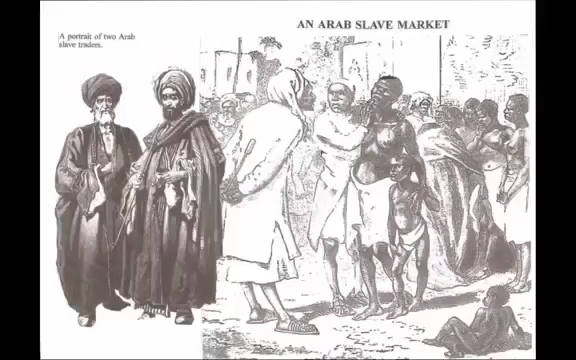 AN ARAB SLAVE MARKET
A portrait of two Arab
slave traders.